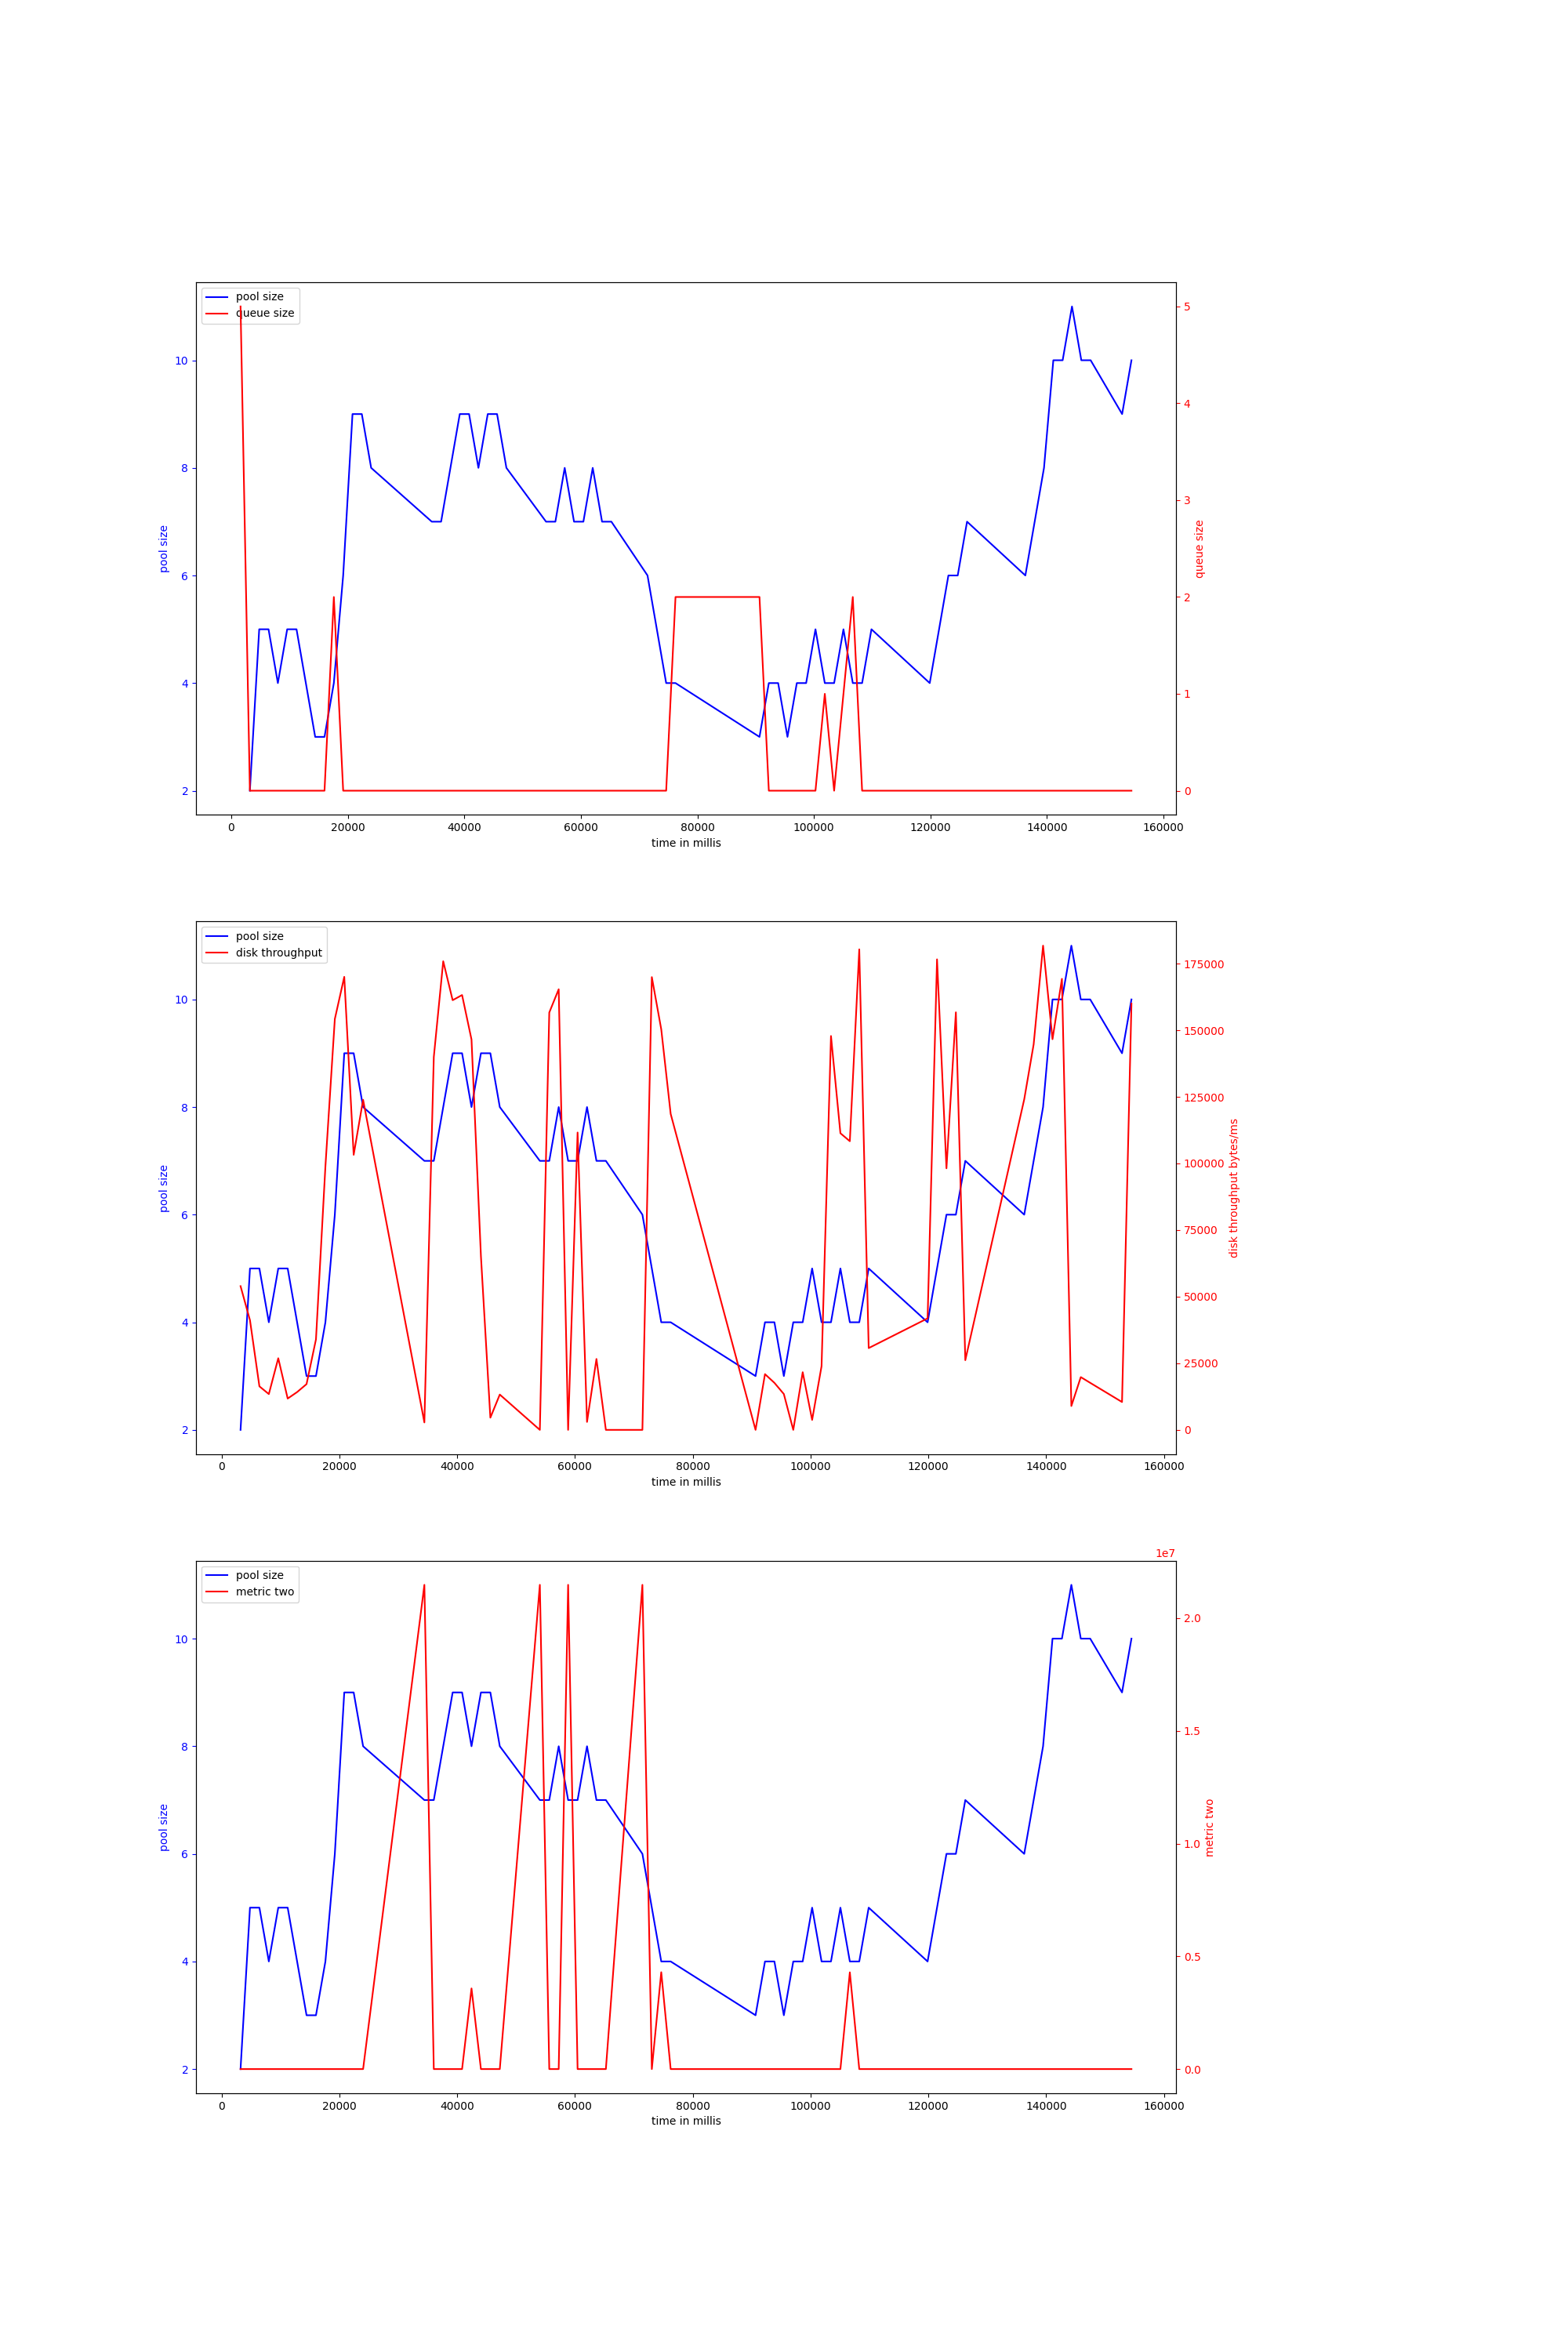 pool size
queue size
10
8
6
4
2
pool size
5
4
3
2
1
0
queue size
0 20000 40000 60000 80000 100000 120000 140000 160000
time in millis
pool size
disk throughput
10
8
6
4
2
pool size
175000
150000
125000
100000
75000
50000
25000
0
disk throughput bytes/ms
0 20000 40000 60000 80000 100000 120000 140000 160000
time in millis
1e7
pool size
metric two
10
8
6
4
2
pool size
2.0
1.5
1.0
0.5
0.0
metric two
0 20000 40000 60000 80000 100000 120000 140000 160000
time in millis